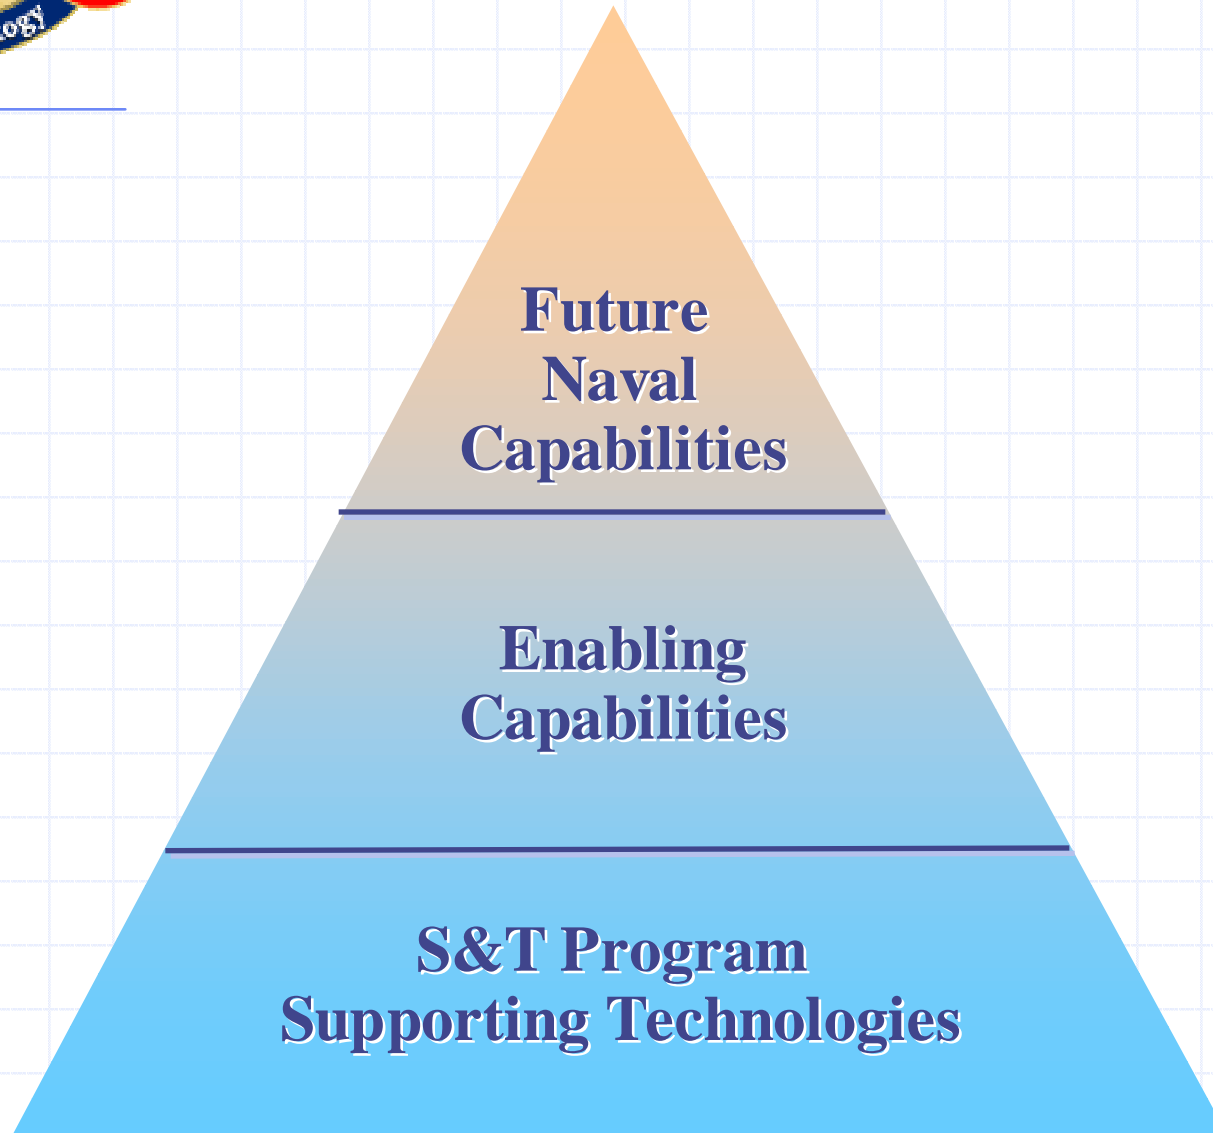 Future
Naval
Capabilities
Enabling
Capabilities
S&T Program
Supporting Technologies